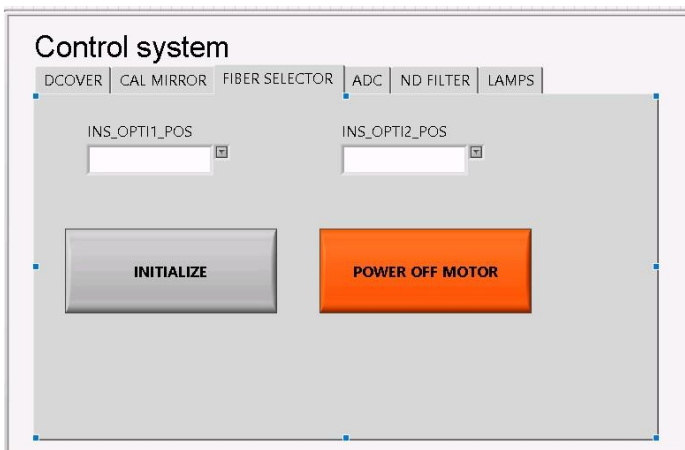 Control system
DCOVER CAL MIRROR FIBER SELECTOR ADC ND FILTER LAMPS
INS_OPTI1_POS INS_OPTI2_POS
INITIALIZE POWER OFF MOTOR